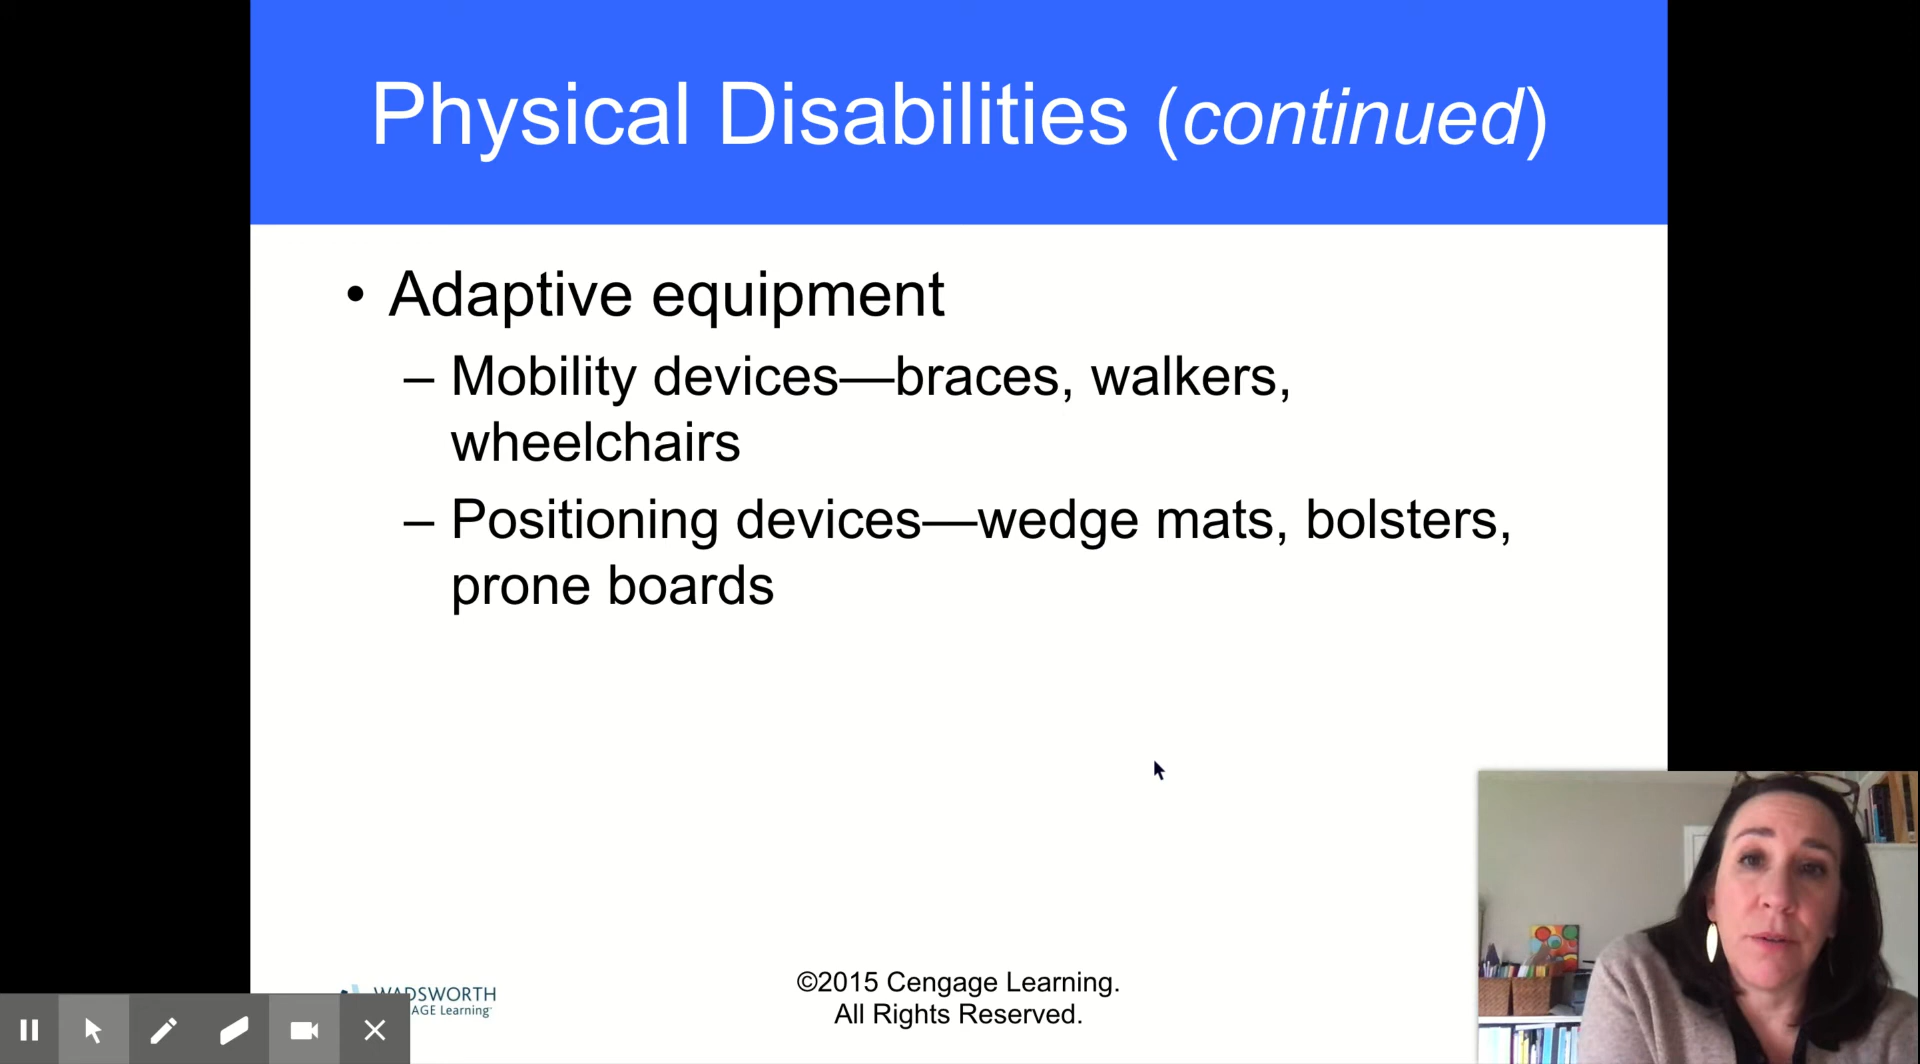 Physical Disabilities (continued)
• Adaptive equipment
– Mobility devices—braces, walkers,
wheelchairs
– Positioning devices—wedge mats, bolsters,
prone boards
©2015 Cengage Learning.
All Rights Reserved.
WADSWORTH
AGE Learning